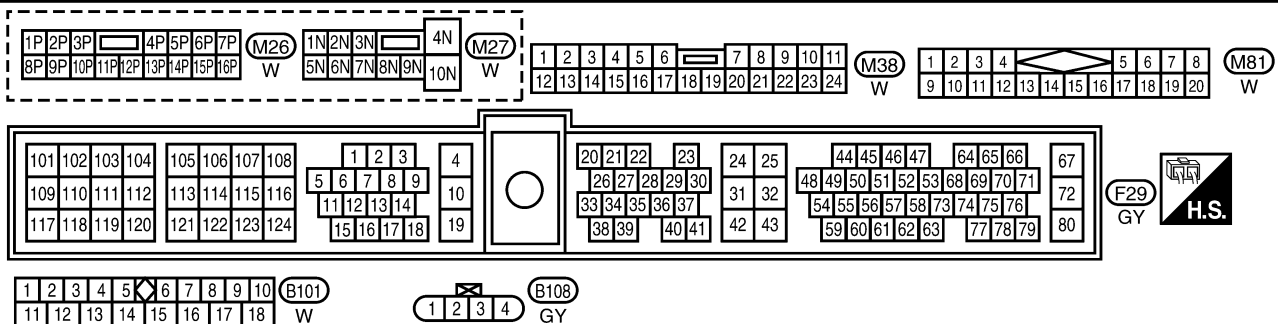 1P 2P 3P 4P 5P 6P 7P
8P 9P 10P 11P 12P 13P 14P 15P 16P
M26
W
1N 2N 3N 4N
5N 6N 7N 8N 9N 10N
M27
W
1 2 3 4 5 6 7 8 9 10 11
12 13 14 15 16 17 18 19 20 21 22 23 24
M38
W
1 2 3 4 5 6 7 8
9 10 11 12 13 14 15 16 17 18 19 20
M81
W
101 102 103 104 105 106 107 108
109 110 111 112 113 114 115 116
117 118 119 120 121 122 123 124
1 2 3 4
5 6 7 8 9 10
11 12 13 14
15 16 17 18 19
20 21 22 23 24 25
26 27 28 29 30
33 34 35 36 37 31 32
38 39 40 41 42 43
44 45 46 47 64 65 66 67
48 49 50 51 52 53 68 69 70 71 72
54 55 56 57 58 73 74 75 76
59 60 61 62 63 77 78 79 80
F29
GY
H.S.
1 2 3 4 5 6 7 8 9 10
11 12 13 14 15 16 17 18
B101
W
1 2 3 4
B108
GY